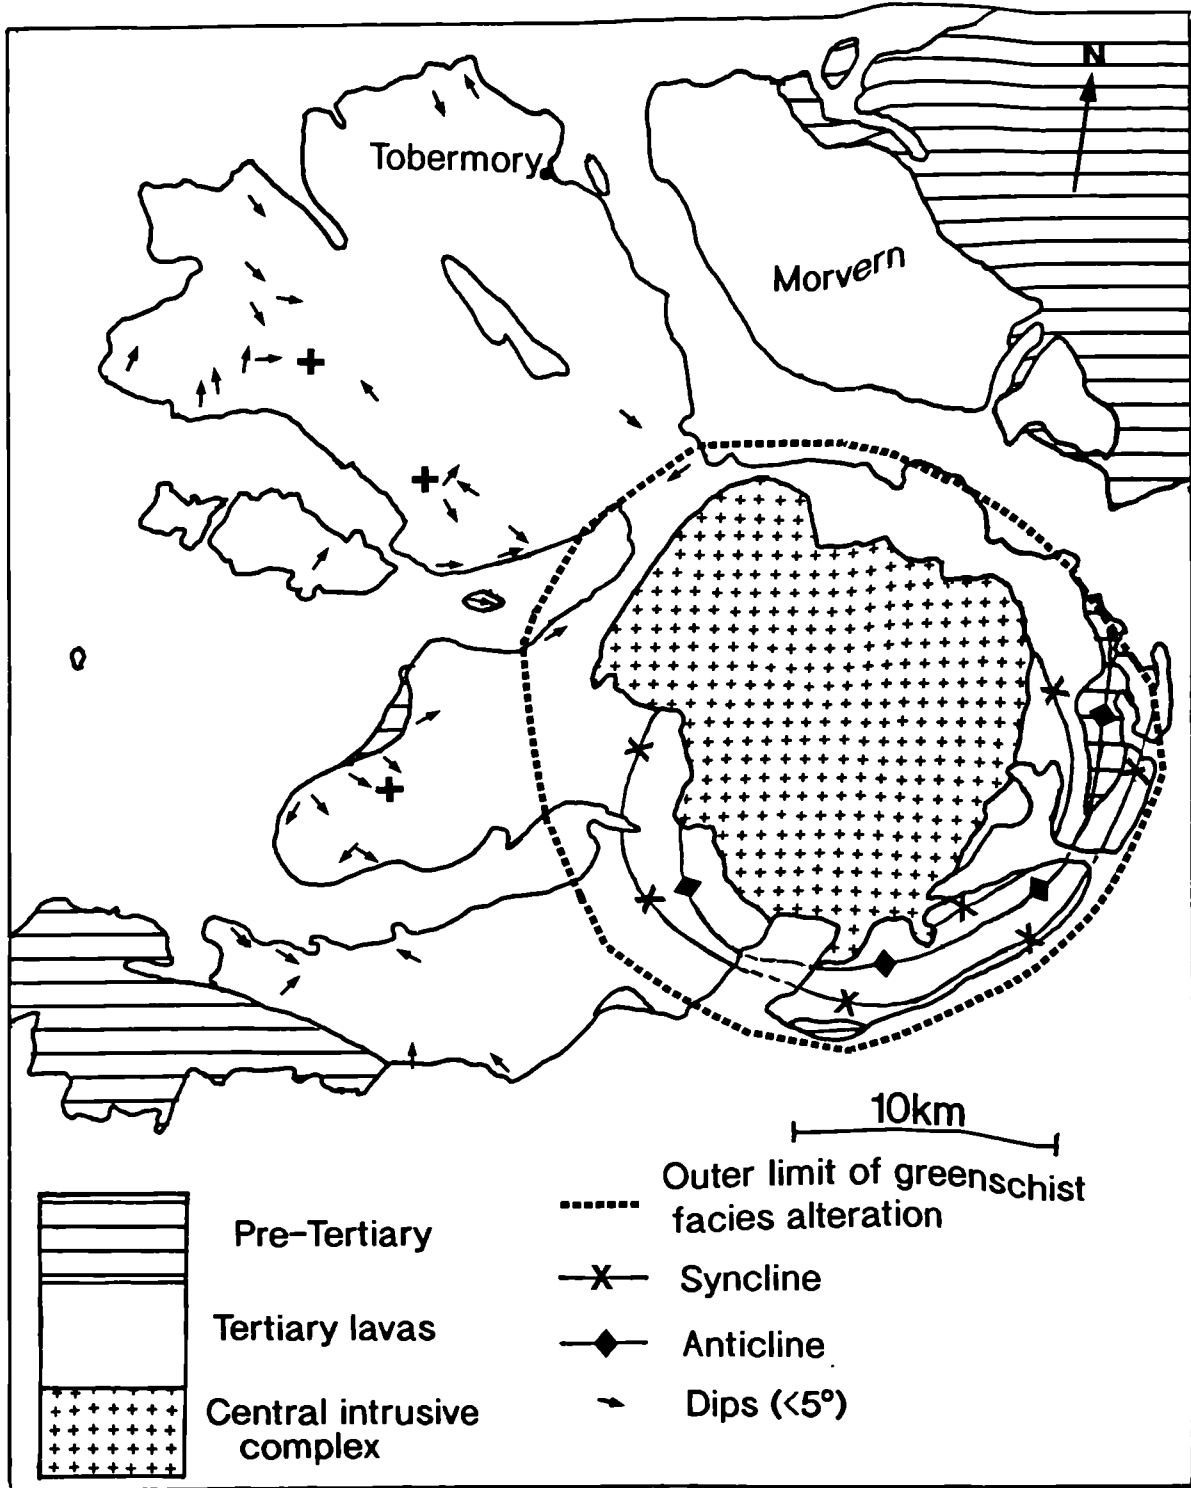 N
Tobermory
Morvern
10km
Outer limit of greenschist
facies alteration
Pre-Tertiary
Syncline
Tertiary lavas
Anticline
Dips (<5°)
Central intrusive
complex